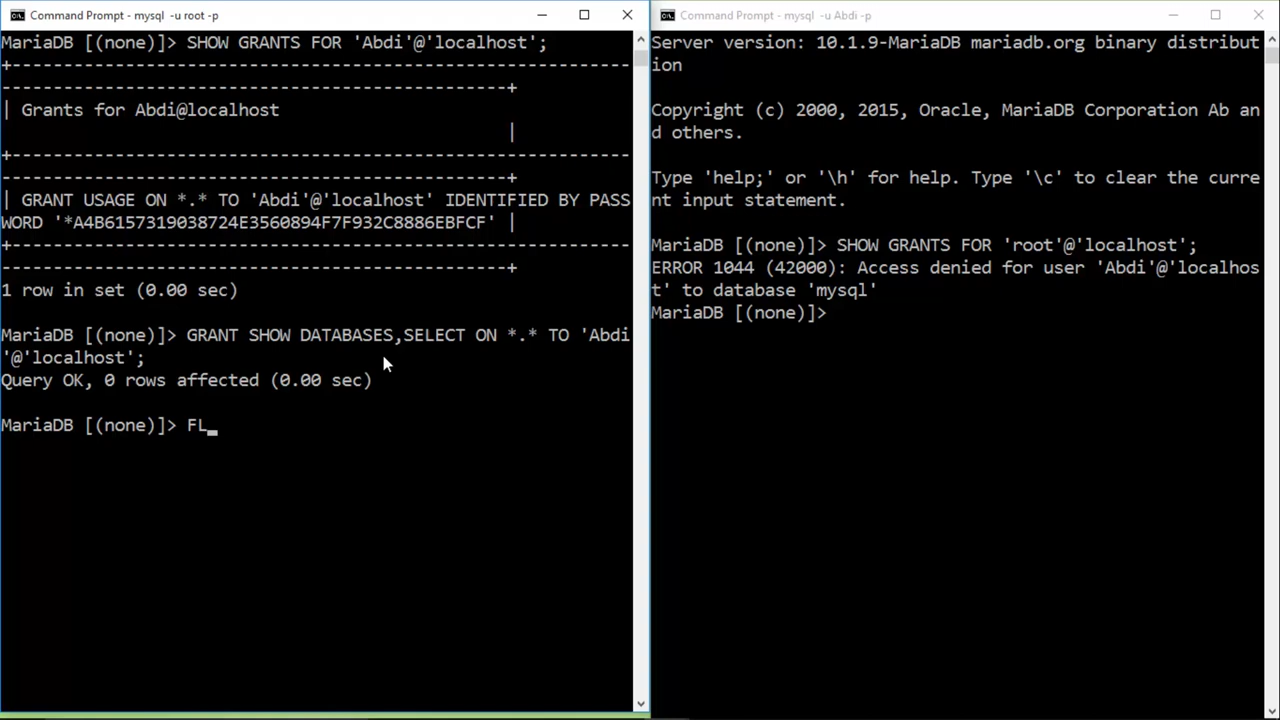 Command Prompt - mysql -u root -p
MariaDB [(none)]> SHOW GRANTS FOR 'Abdi'@'localhost';
+-----------------------------------------------------------
-------------------------------------------------+
| Grants for Abdi@localhost
|
+-----------------------------------------------------------
-------------------------------------------------+
| GRANT USAGE ON *.* TO 'Abdi'@'localhost' IDENTIFIED BY PASS
WORD '*A4B6157319038724E3560894F7F932C8886EBFCF' |
+-----------------------------------------------------------
-------------------------------------------------+
1 row in set (0.00 sec)
MariaDB [(none)]> GRANT SHOW DATABASES,SELECT ON *.* TO 'Abdi
'@'localhost';
Query OK, 0 rows affected (0.00 sec)
MariaDB [(none)]> FL_
Command Prompt - mysql -u Abdi -p
Server version: 10.1.9-MariaDB mariadb.org binary distribut
ion
Copyright (c) 2000, 2015, Oracle, MariaDB Corporation Ab an
d others.
Type 'help;' or '\h' for help. Type '\c' to clear the curre
nt input statement.
MariaDB [(none)]> SHOW GRANTS FOR 'root'@'localhost';
ERROR 1044 (42000): Access denied for user 'Abdi'@'localhos
t' to database 'mysql'
MariaDB [(none)]>